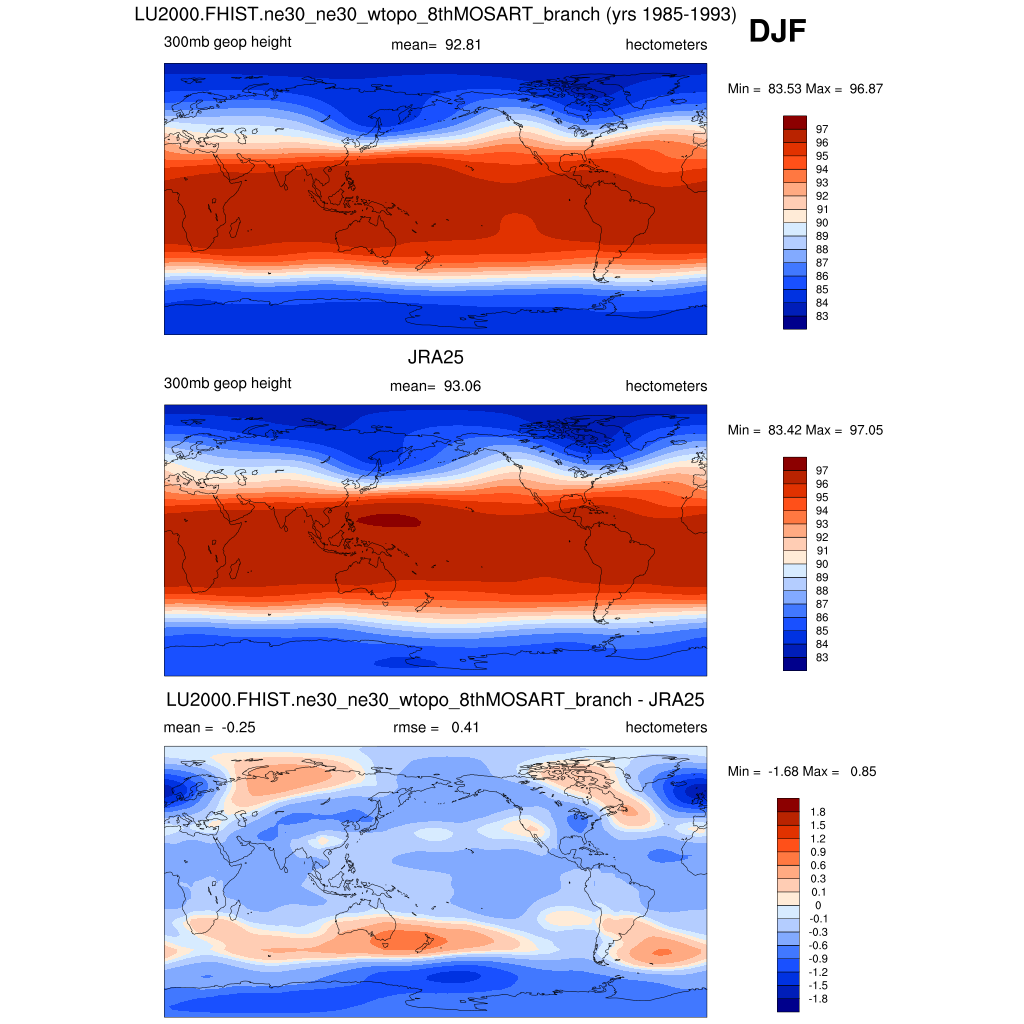 LU2000.FHIST.ne30_ne30_wtopo_8thMOSART_branch (yrs 1985-1993)
DJF
300mb geop height
mean= 92.81
hectometers
Min = 83.53 Max = 96.87
97
96
95
94
93
92
91
90
89
88
87
86
85
84
83
JRA25
300mb geop height
mean= 93.06
hectometers
Min = 83.42 Max = 97.05
97
96
95
94
93
92
91
90
89
88
87
86
85
84
83
LU2000.FHIST.ne30_ne30_wtopo_8thMOSART_branch - JRA25
mean = -0.25
rmse = 0.41
hectometers
Min = -1.68 Max = 0.85
1.8
1.5
1.2
0.9
0.6
0.3
0.1
0
-0.1
-0.3
-0.6
-0.9
-1.2
-1.5
-1.8